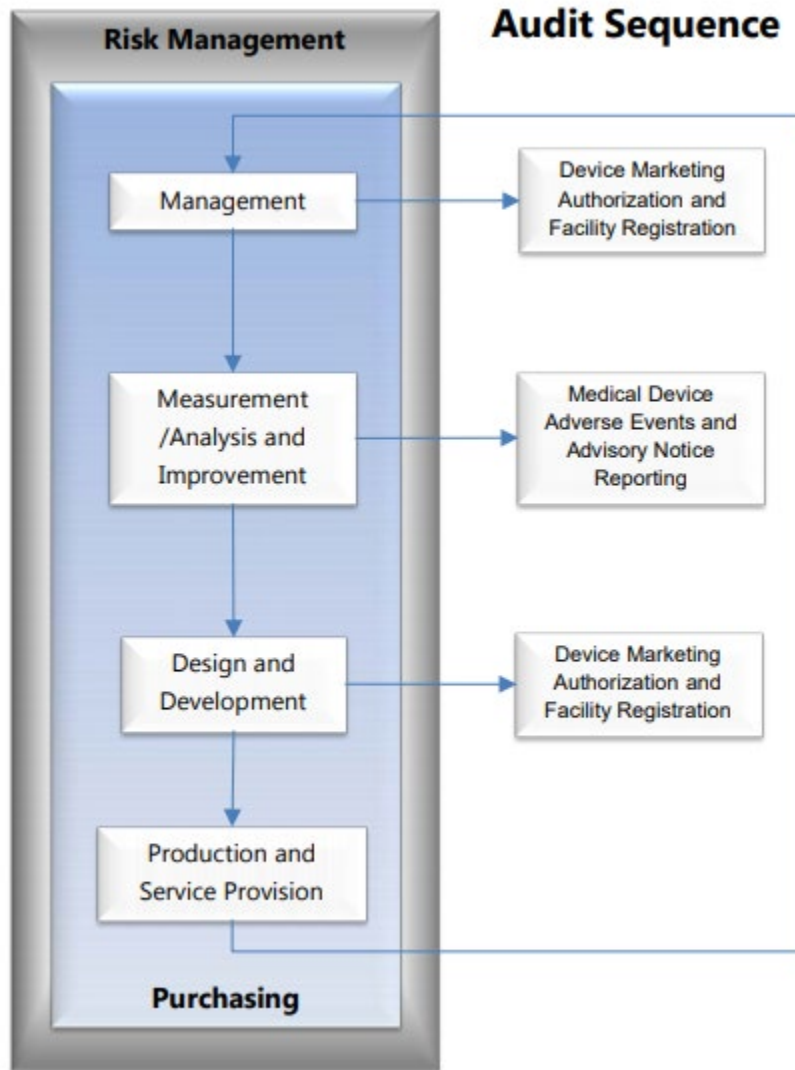 Risk Management
Audit Sequence
Management
Device Marketing
Authorization and
Facility Registration
Measurement
/Analysis and
Improvement
Medical Device
Adverse Events and
Advisory Notice
Reporting
Design and
Development
Device Marketing
Authorization and
Facility Registration
Production and
Service Provision
Purchasing